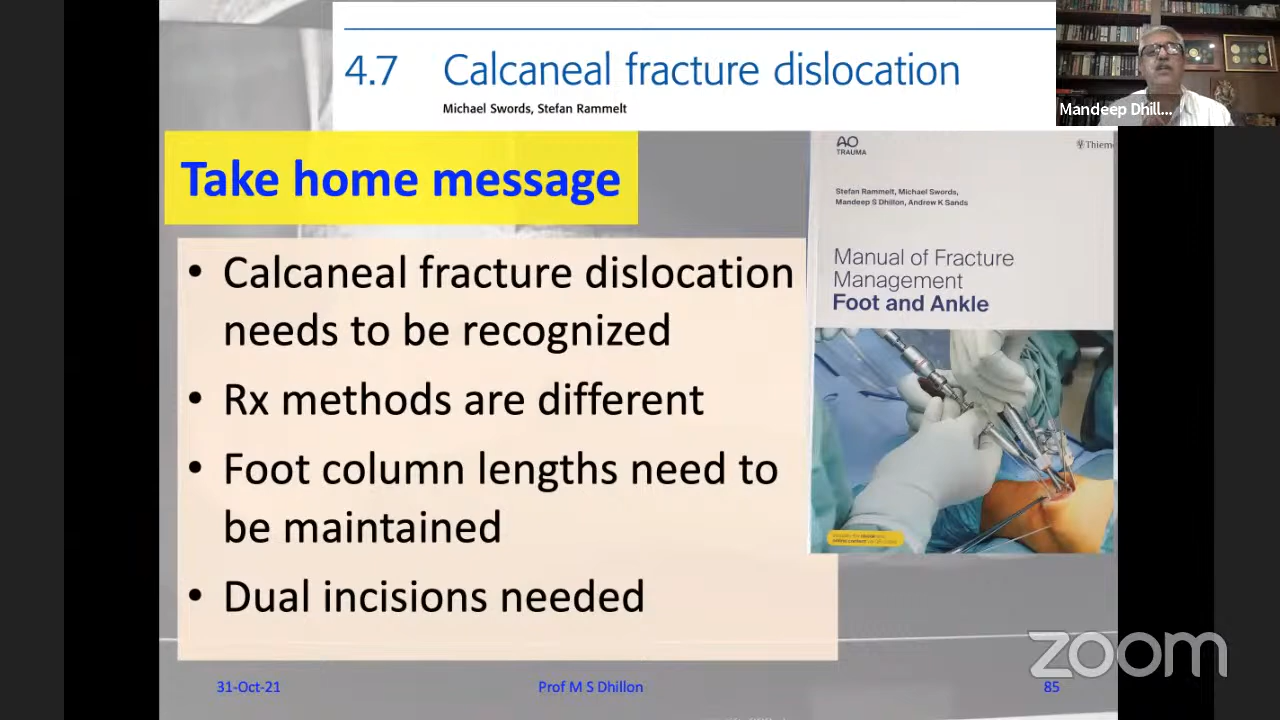 4.7 Calcaneal fracture dislocation
Michael Swords, Stefan Rammelt
Mandeep Dhill...
Take home message
• Calcaneal fracture dislocation
needs to be recognized
• Rx methods are different
• Foot column lengths need to
be maintained
• Dual incisions needed
AO
TRAUMA
Thieme
Stefan Rammelt, Michael Swords,
Mandeep S Dhillon, Andrew K Sands
Manual of Fracture
Management
Foot and Ankle
zoom
31-Oct-21
Prof M S Dhillon
85